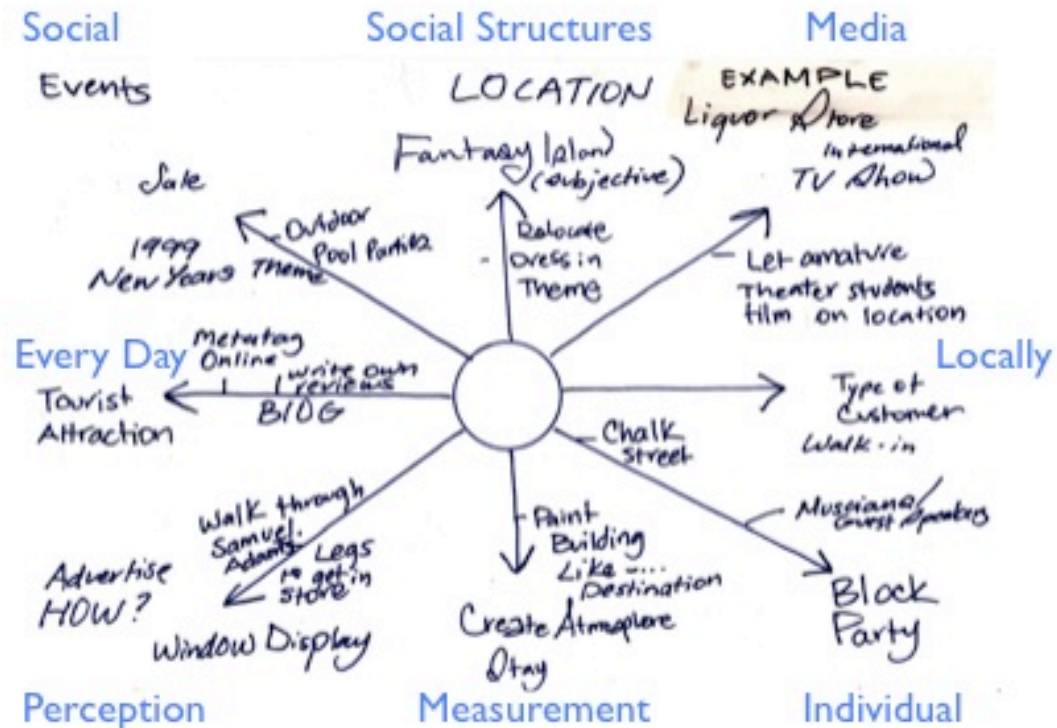 Social Social Structures Media
Events
LOCATION
EXAMPLE
Liquor Store
International
TV Show
Fantasy Island
(subjective)
Sale
1999
New Years Theme
- Outdoor
Pool Parties
Relocate
- Dress in
Theme
- Let amature
Theater students
film on location
Every Day
Locally
Metatag
Online
write own
reviews
BLOG
Tourist
Attraction
Type of
Customer
Walk-in
- Chalk
street
Walk through
Samuel.
Adams
Legs
to get in
store
- Paint
Building
Like -....
Destination
Guest Speakers
Advertise
HOW?
Window Display
Create Atmosplere
Stay
Block
Party
Perception Measurement Individual